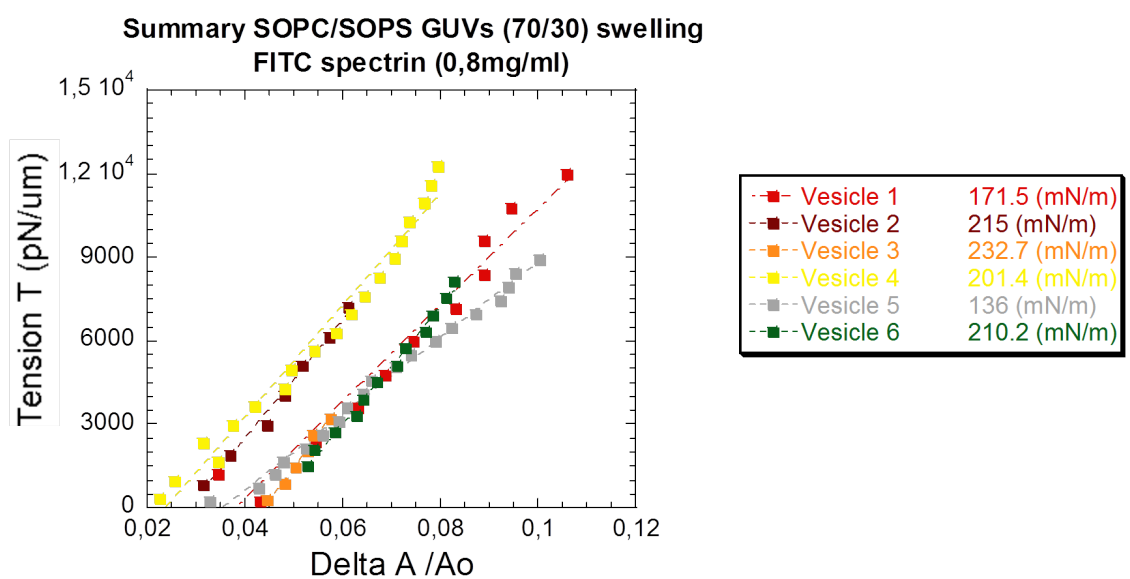 Summary SOPC/SOPS GUVs (70/30) swelling
FITC spectrin (0,8mg/ml)
1,5 10⁴
1,2 10⁴
9000
6000
3000
0
Tension T (pN/um)
0,02 0,04 0,06 0,08 0,1 0,12
Delta A /Ao
Vesicle 1 171.5 (mN/m)
Vesicle 2 215 (mN/m)
Vesicle 3 232.7 (mN/m)
Vesicle 4 201.4 (mN/m)
Vesicle 5 136 (mN/m)
Vesicle 6 210.2 (mN/m)